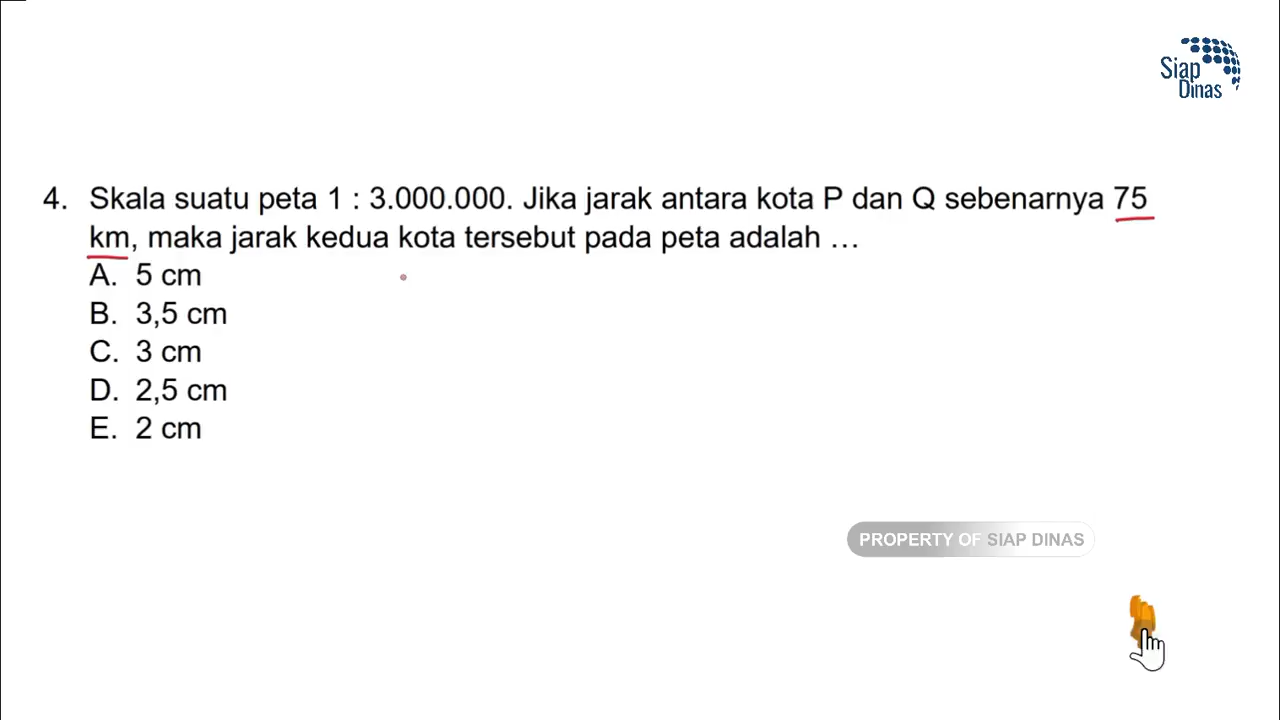 Siap
Dinas
4. Skala suatu peta 1 : 3.000.000. Jika jarak antara kota P dan Q sebenarnya 75
km, maka jarak kedua kota tersebut pada peta adalah …
A. 5 cm
B. 3,5 cm
C. 3 cm
D. 2,5 cm
E. 2 cm
PROPERTY OF SIAP DINAS